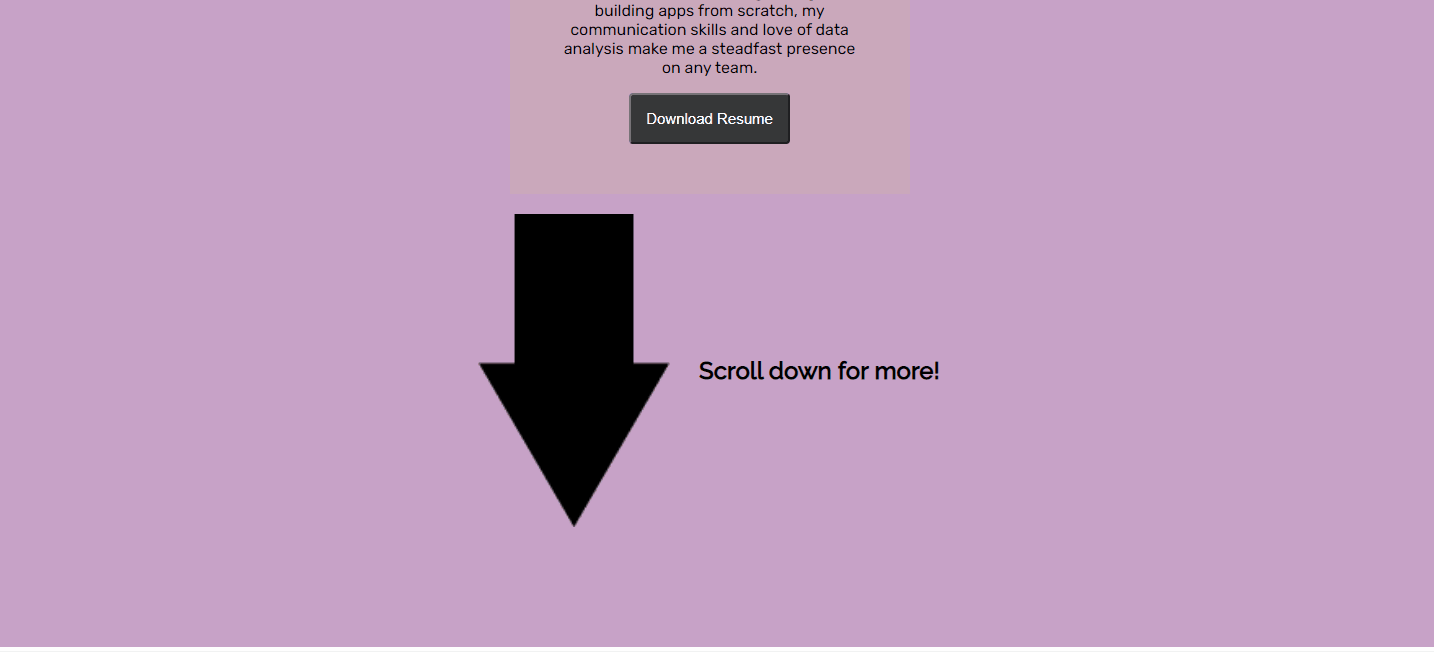 building apps from scratch, my
communication skills and love of data
analysis make me a steadfast presence
on any team.
Download Resume
Scroll down for more!